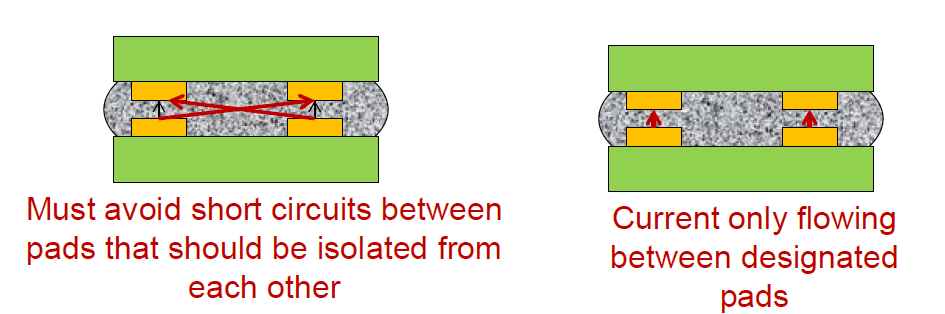 Must avoid short circuits between
pads that should be isolated from
each other
Current only flowing
between designated
pads